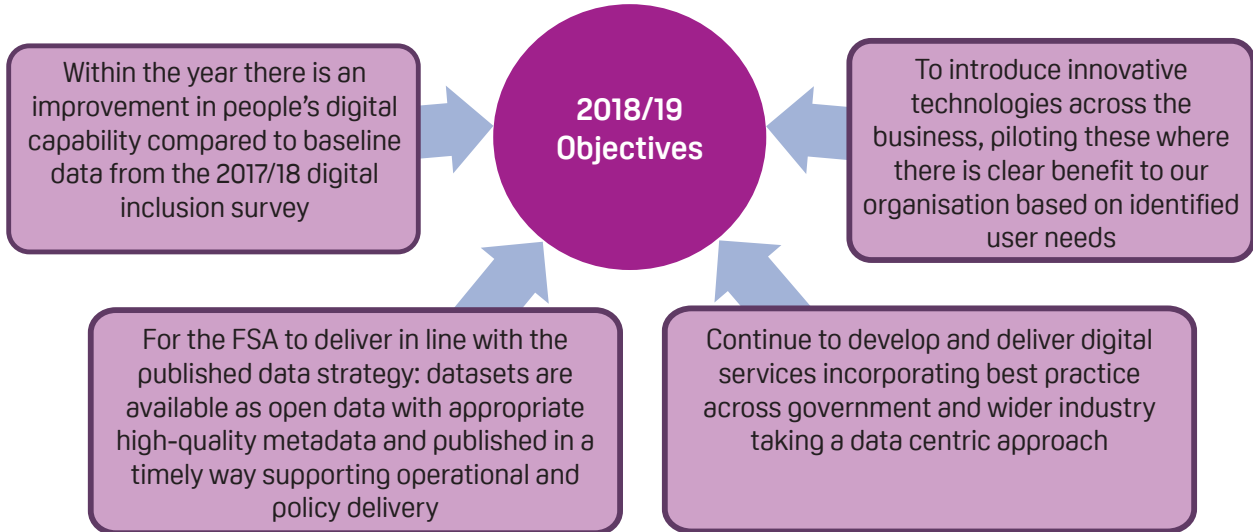 2018/19
Objectives
Within the year there is an
improvement in people's digital
capability compared to baseline
data from the 2017/18 digital
inclusion survey
To introduce innovative
technologies across the
business, piloting these where
there is clear benefit to our
organisation based on identified
user needs
For the FSA to deliver in line with the
published data strategy: datasets are
available as open data with appropriate
high-quality metadata and published in a
timely way supporting operational and
policy delivery
Continue to develop and deliver digital
services incorporating best practice
across government and wider industry
taking a data centric approach